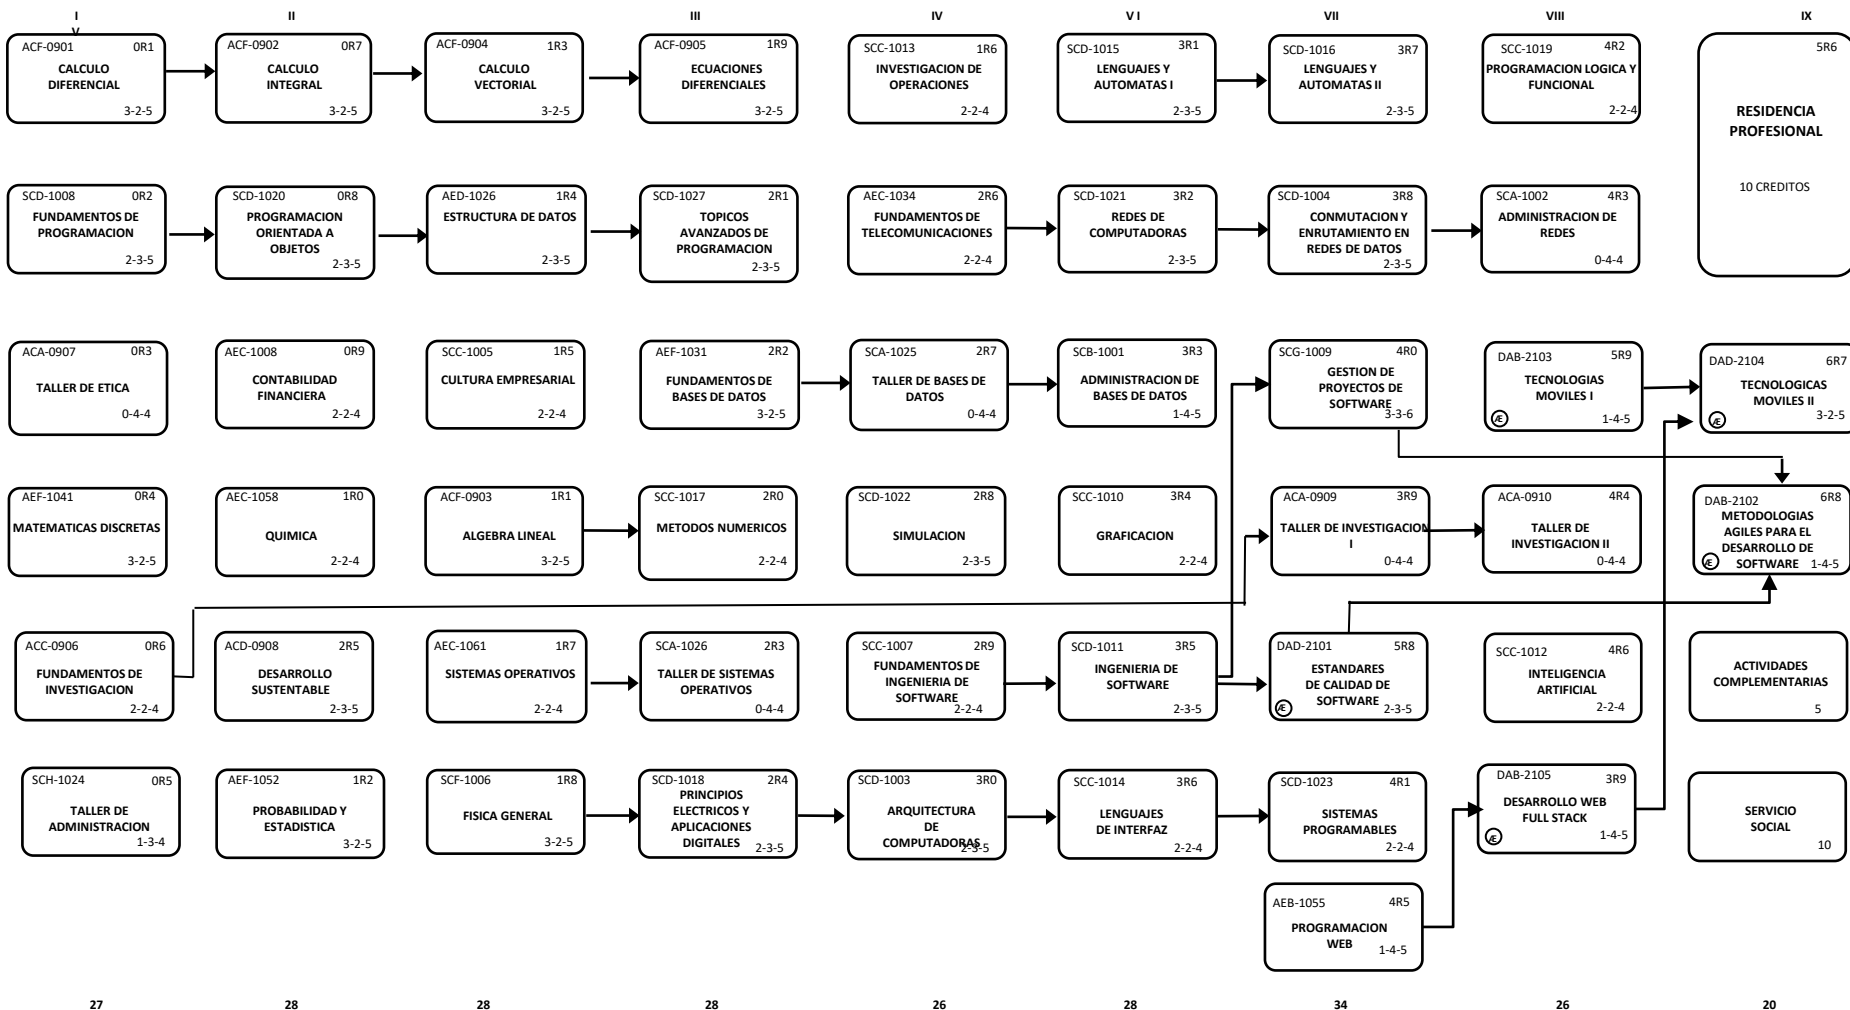 I II III IV V I VII VIII IX
V
ACF-0901 0R1
CALCULO
DIFERENCIAL
3-2-5
ACF-0902 0R7
CALCULO
INTEGRAL
3-2-5
ACF-0904 1R3
CALCULO
VECTORIAL
3-2-5
ACF-0905 1R9
ECUACIONES
DIFERENCIALES
3-2-5
SCC-1013 1R6
INVESTIGACION DE
OPERACIONES
2-2-4
SCD-1015 3R1
LENGUAJES Y
AUTOMATAS I
2-3-5
SCD-1016 3R7
LENGUAJES Y
AUTOMATAS II
2-3-5
SCC-1019 4R2
PROGRAMACION LOGICA Y
FUNCIONAL
2-2-4
5R6
RESIDENCIA
PROFESIONAL
10 CREDITOS
SCD-1008 0R2
FUNDAMENTOS DE
PROGRAMACION
2-3-5
SCD-1020 0R8
PROGRAMACION
ORIENTADA A
OBJETOS
2-3-5
AED-1026 1R4
ESTRUCTURA DE DATOS
2-3-5
SCD-1027 2R1
TOPICOS
AVANZADOS DE
PROGRAMACION
2-3-5
AEC-1034 2R6
FUNDAMENTOS DE
TELECOMUNICACIONES
2-2-4
SCD-1021 3R2
REDES DE
COMPUTADORAS
2-3-5
SCD-1004 3R8
CONMUTACION Y
ENRUTAMIENTO EN
REDES DE DATOS
2-3-5
SCA-1002 4R3
ADMINISTRACION DE
REDES
0-4-4
ACA-0907 0R3
TALLER DE ETICA
0-4-4
AEC-1008 0R9
CONTABILIDAD
FINANCIERA
2-2-4
SCC-1005 1R5
CULTURA EMPRESARIAL
2-2-4
AEF-1031 2R2
FUNDAMENTOS DE
BASES DE DATOS
3-2-5
SCA-1025 2R7
TALLER DE BASES DE
DATOS
0-4-4
SCB-1001 3R3
ADMINISTRACION DE
BASES DE DATOS
1-4-5
SCG-1009 4R0
GESTION DE
PROYECTOS DE
SOFTWARE
3-3-6
DAB-2103 5R9
TECNOLOGIAS
MOVILES I
Æ 1-4-5
DAD-2104 6R7
TECNOLOGICAS
MOVILES II
Æ 3-2-5
AEF-1041 0R4
MATEMATICAS DISCRETAS
3-2-5
AEC-1058 1R0
QUIMICA
2-2-4
ACF-0903 1R1
ALGEBRA LINEAL
3-2-5
SCC-1017 2R0
METODOS NUMERICOS
2-2-4
SCD-1022 2R8
SIMULACION
2-3-5
SCC-1010 3R4
GRAFICACION
2-2-4
ACA-0909 3R9
TALLER DE INVESTIGACION
I
0-4-4
ACA-0910 4R4
TALLER DE
INVESTIGACION II
0-4-4
DAB-2102 6R8
METODOLOGIAS
AGILES PARA EL
DESARROLLO DE
SOFTWARE
Æ 1-4-5
ACC-0906 0R6
FUNDAMENTOS DE
INVESTIGACION
2-2-4
ACD-0908 2R5
DESARROLLO
SUSTENTABLE
2-3-5
AEC-1061 1R7
SISTEMAS OPERATIVOS
2-2-4
SCA-1026 2R3
TALLER DE SISTEMAS
OPERATIVOS
0-4-4
SCC-1007 2R9
FUNDAMENTOS DE
INGENIERIA DE
SOFTWARE
2-2-4
SCD-1011 3R5
INGENIERIA DE
SOFTWARE
2-3-5
DAD-2101 5R8
ESTANDARES
DE CALIDAD DE
SOFTWARE
Æ 2-3-5
SCC-1012 4R6
INTELIGENCIA
ARTIFICIAL
2-2-4
ACTIVIDADES
COMPLEMENTARIAS
5
SCH-1024 0R5
TALLER DE
ADMINISTRACION
1-3-4
AEF-1052 1R2
PROBABILIDAD Y
ESTADISTICA
3-2-5
SCF-1006 1R8
FISICA GENERAL
3-2-5
SCD-1018 2R4
PRINCIPIOS
ELECTRICOS Y
APLICACIONES
DIGITALES
2-3-5
SCD-1003 3R0
ARQUITECTURA
DE
COMPUTADORAS
2-3-5
SCC-1014 3R6
LENGUAJES
DE INTERFAZ
2-2-4
SCD-1023 4R1
SISTEMAS
PROGRAMABLES
2-2-4
DAB-2105 3R9
DESARROLLO WEB
FULL STACK
Æ 1-4-5
SERVICIO
SOCIAL
10
AEB-1055 4R5
PROGRAMACION
WEB
1-4-5
27 28 28 28 26 28 34 26 20